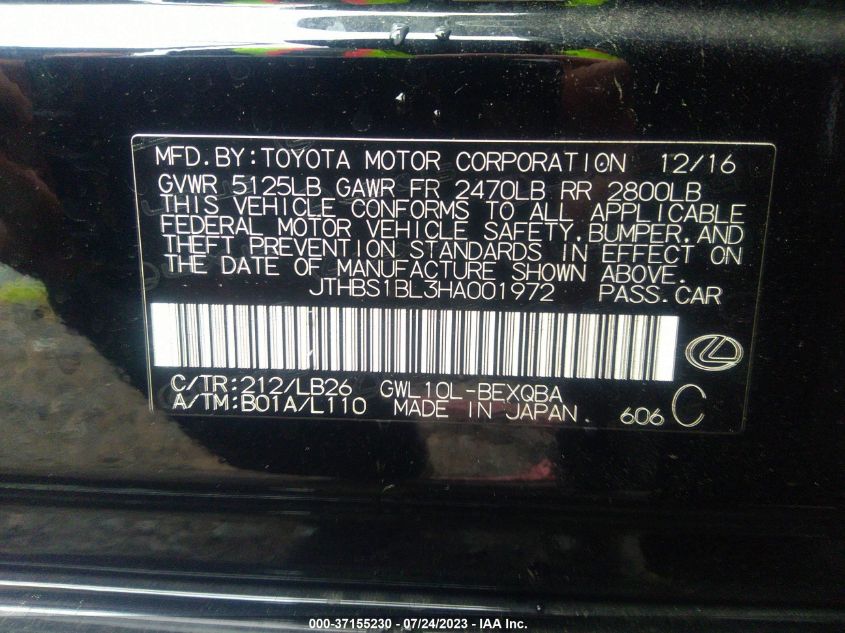 MFD. BY: TOYOTA MOTOR CORPORATION 12/16
GVWR 5125LB GAWR FR 2470LB RR 2800LB
THIS VEHICLE CONFORMS TO ALL APPLICABLE
FEDERAL MOTOR VEHICLE SAFETY, BUMPER, AND
THEFT PREVENTION STANDARDS IN EFFECT ON
THE DATE OF MANUFACTURE SHOWN ABOVE.
JTHBS1BL3HA001972 PASS. CAR
C/TR: 212/LB26 GWL10L-BEXQBA
A/TM: B01A/L110 MADE IN JAPAN. 606 C
000-37155230 - 07/24/2023 - IAA Inc.